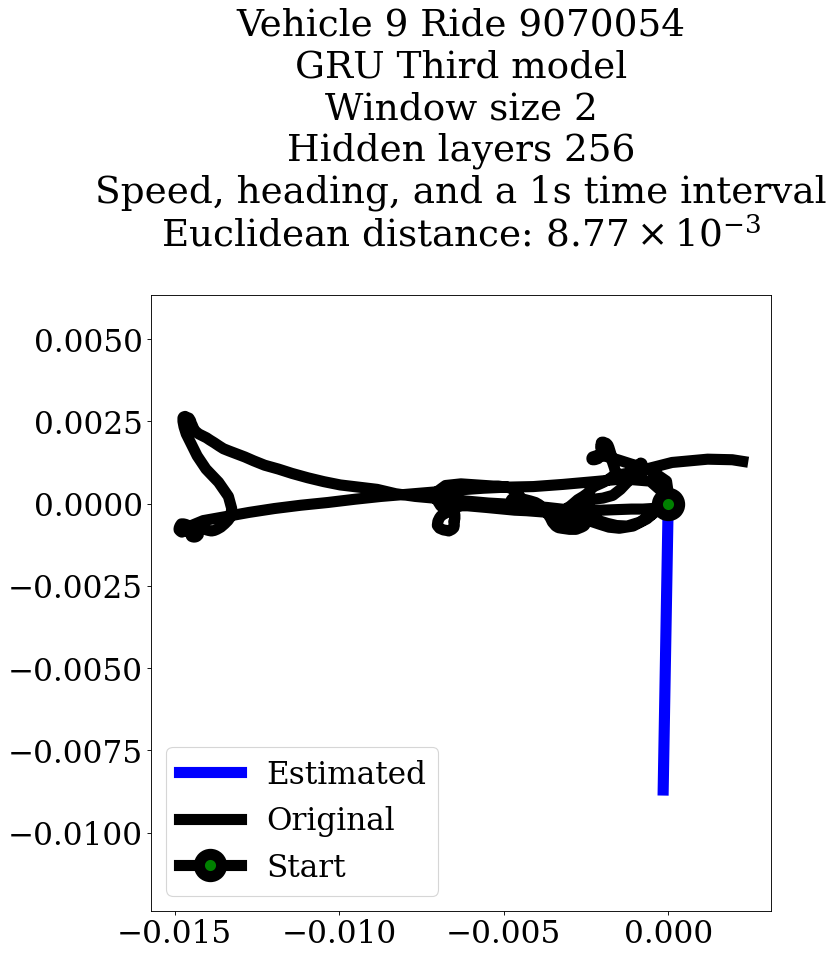 Vehicle 9 Ride 9070054
GRU Third model
Window size 2
Hidden layers 256
Speed, heading, and a 1s time interval
Euclidean distance: 8.77 × 10⁻³
0.0050
0.0025
0.0000
−0.0025
−0.0050
−0.0075
−0.0100
Estimated
Original
Start
−0.015 −0.010 −0.005 0.000